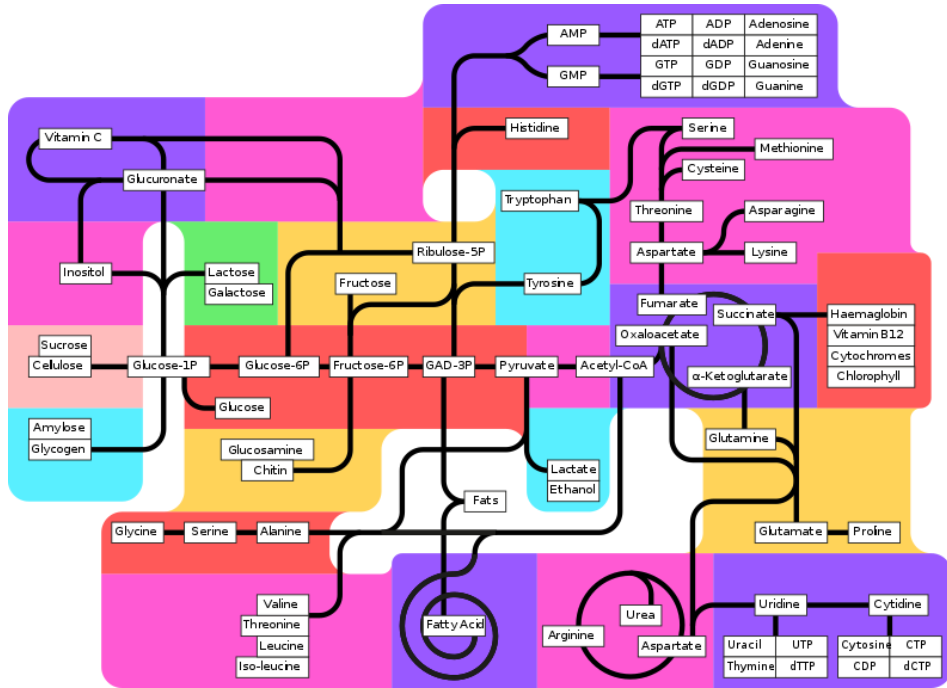 AMP
GMP
ATP ADP Adenosine
dATP dADP Adenine
GTP GDP Guanosine
dGTP dGDP Guanine
Vitamin C
Histidine
Serine
Methionine
Cysteine
Glucuronate
Tryptophan
Threonine
Asparagine
Ribulose-5P
Aspartate
Lysine
Inositol
Lactose
Galactose
Fructose
Tyrosine
Fumarate
Succinate
Haemaglobin
Oxaloacetate
Vitamin B12
Cytochromes
Chlorophyll
Sucrose
Cellulose
Glucose-1P
Glucose-6P
Fructose-6P
GAD-3P
Pyruvate
Acetyl-CoA
α-Ketoglutarate
Glucose
Amylose
Glycogen
Glucosamine
Chitin
Glutamine
Lactate
Ethanol
Fats
Glycine
Serine
Alanine
Glutamate
Proline
Valine
Threonine
Leucine
Iso-leucine
Fatty Acid
Urea
Arginine
Aspartate
Uridine
Cytidine
Uracil UTP
Thymine dTTP
Cytosine CTP
CDP dCTP